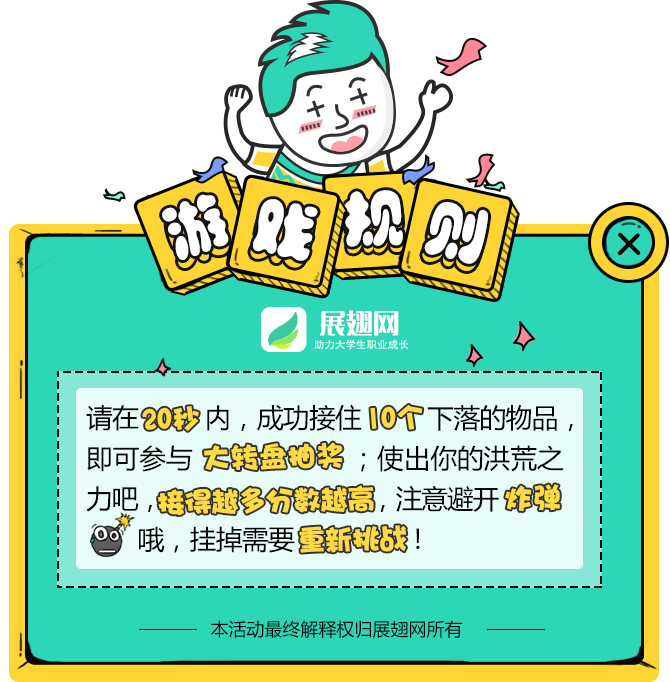 游戏规则
展翅网
助力大学生职业成长
请在20秒内，成功接住10个下落的物品，
即可参与 大转盘抽奖 ；使出你的洪荒之
力吧，接得越多分数越高，注意避开 炸弹
哦，挂掉需要重新挑战！
本活动最终解释权归展翅网所有